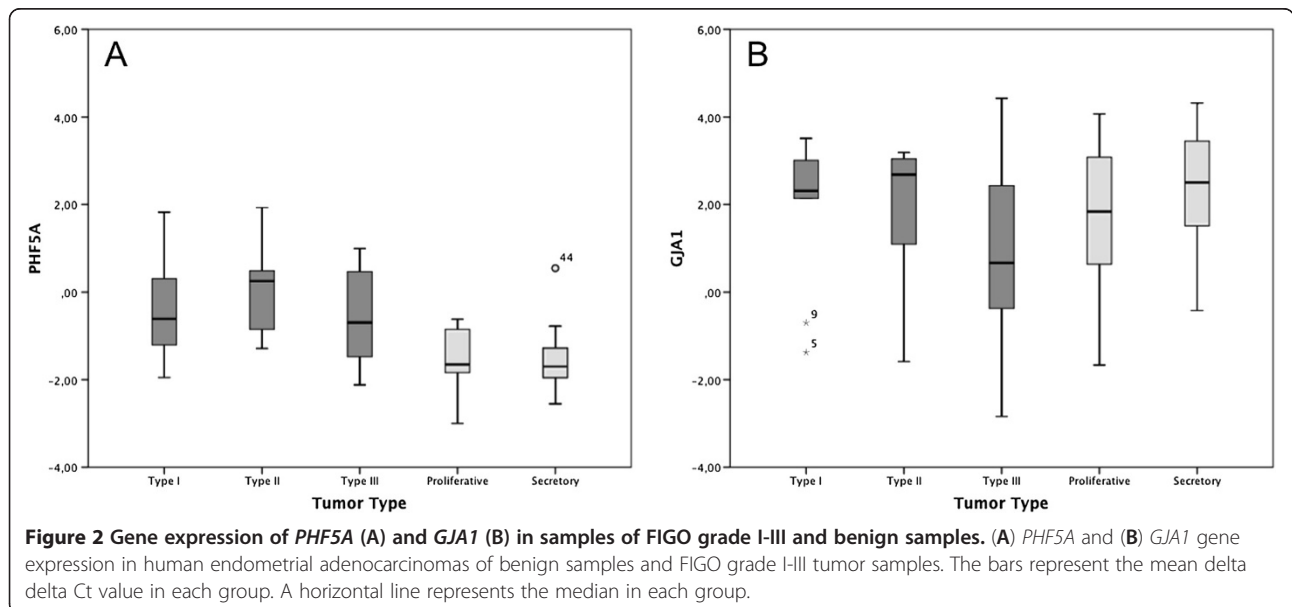 A
6,00
4,00
2,00
,00
-2,00
-4,00
PHF5A
44
Type I
Type II
Type III
Proliferative
Secretory
Tumor Type
B
6,00
4,00
2,00
,00
-2,00
-4,00
GJA1
9
5
Type I
Type II
Type III
Proliferative
Secretory
Tumor Type
Figure 2 Gene expression of PHF5A (A) and GJA1 (B) in samples of FIGO grade I-III and benign samples. (A) PHF5A and (B) GJA1 gene
expression in human endometrial adenocarcinomas of benign samples and FIGO grade I-III tumor samples. The bars represent the mean delta
delta Ct value in each group. A horizontal line represents the median in each group.